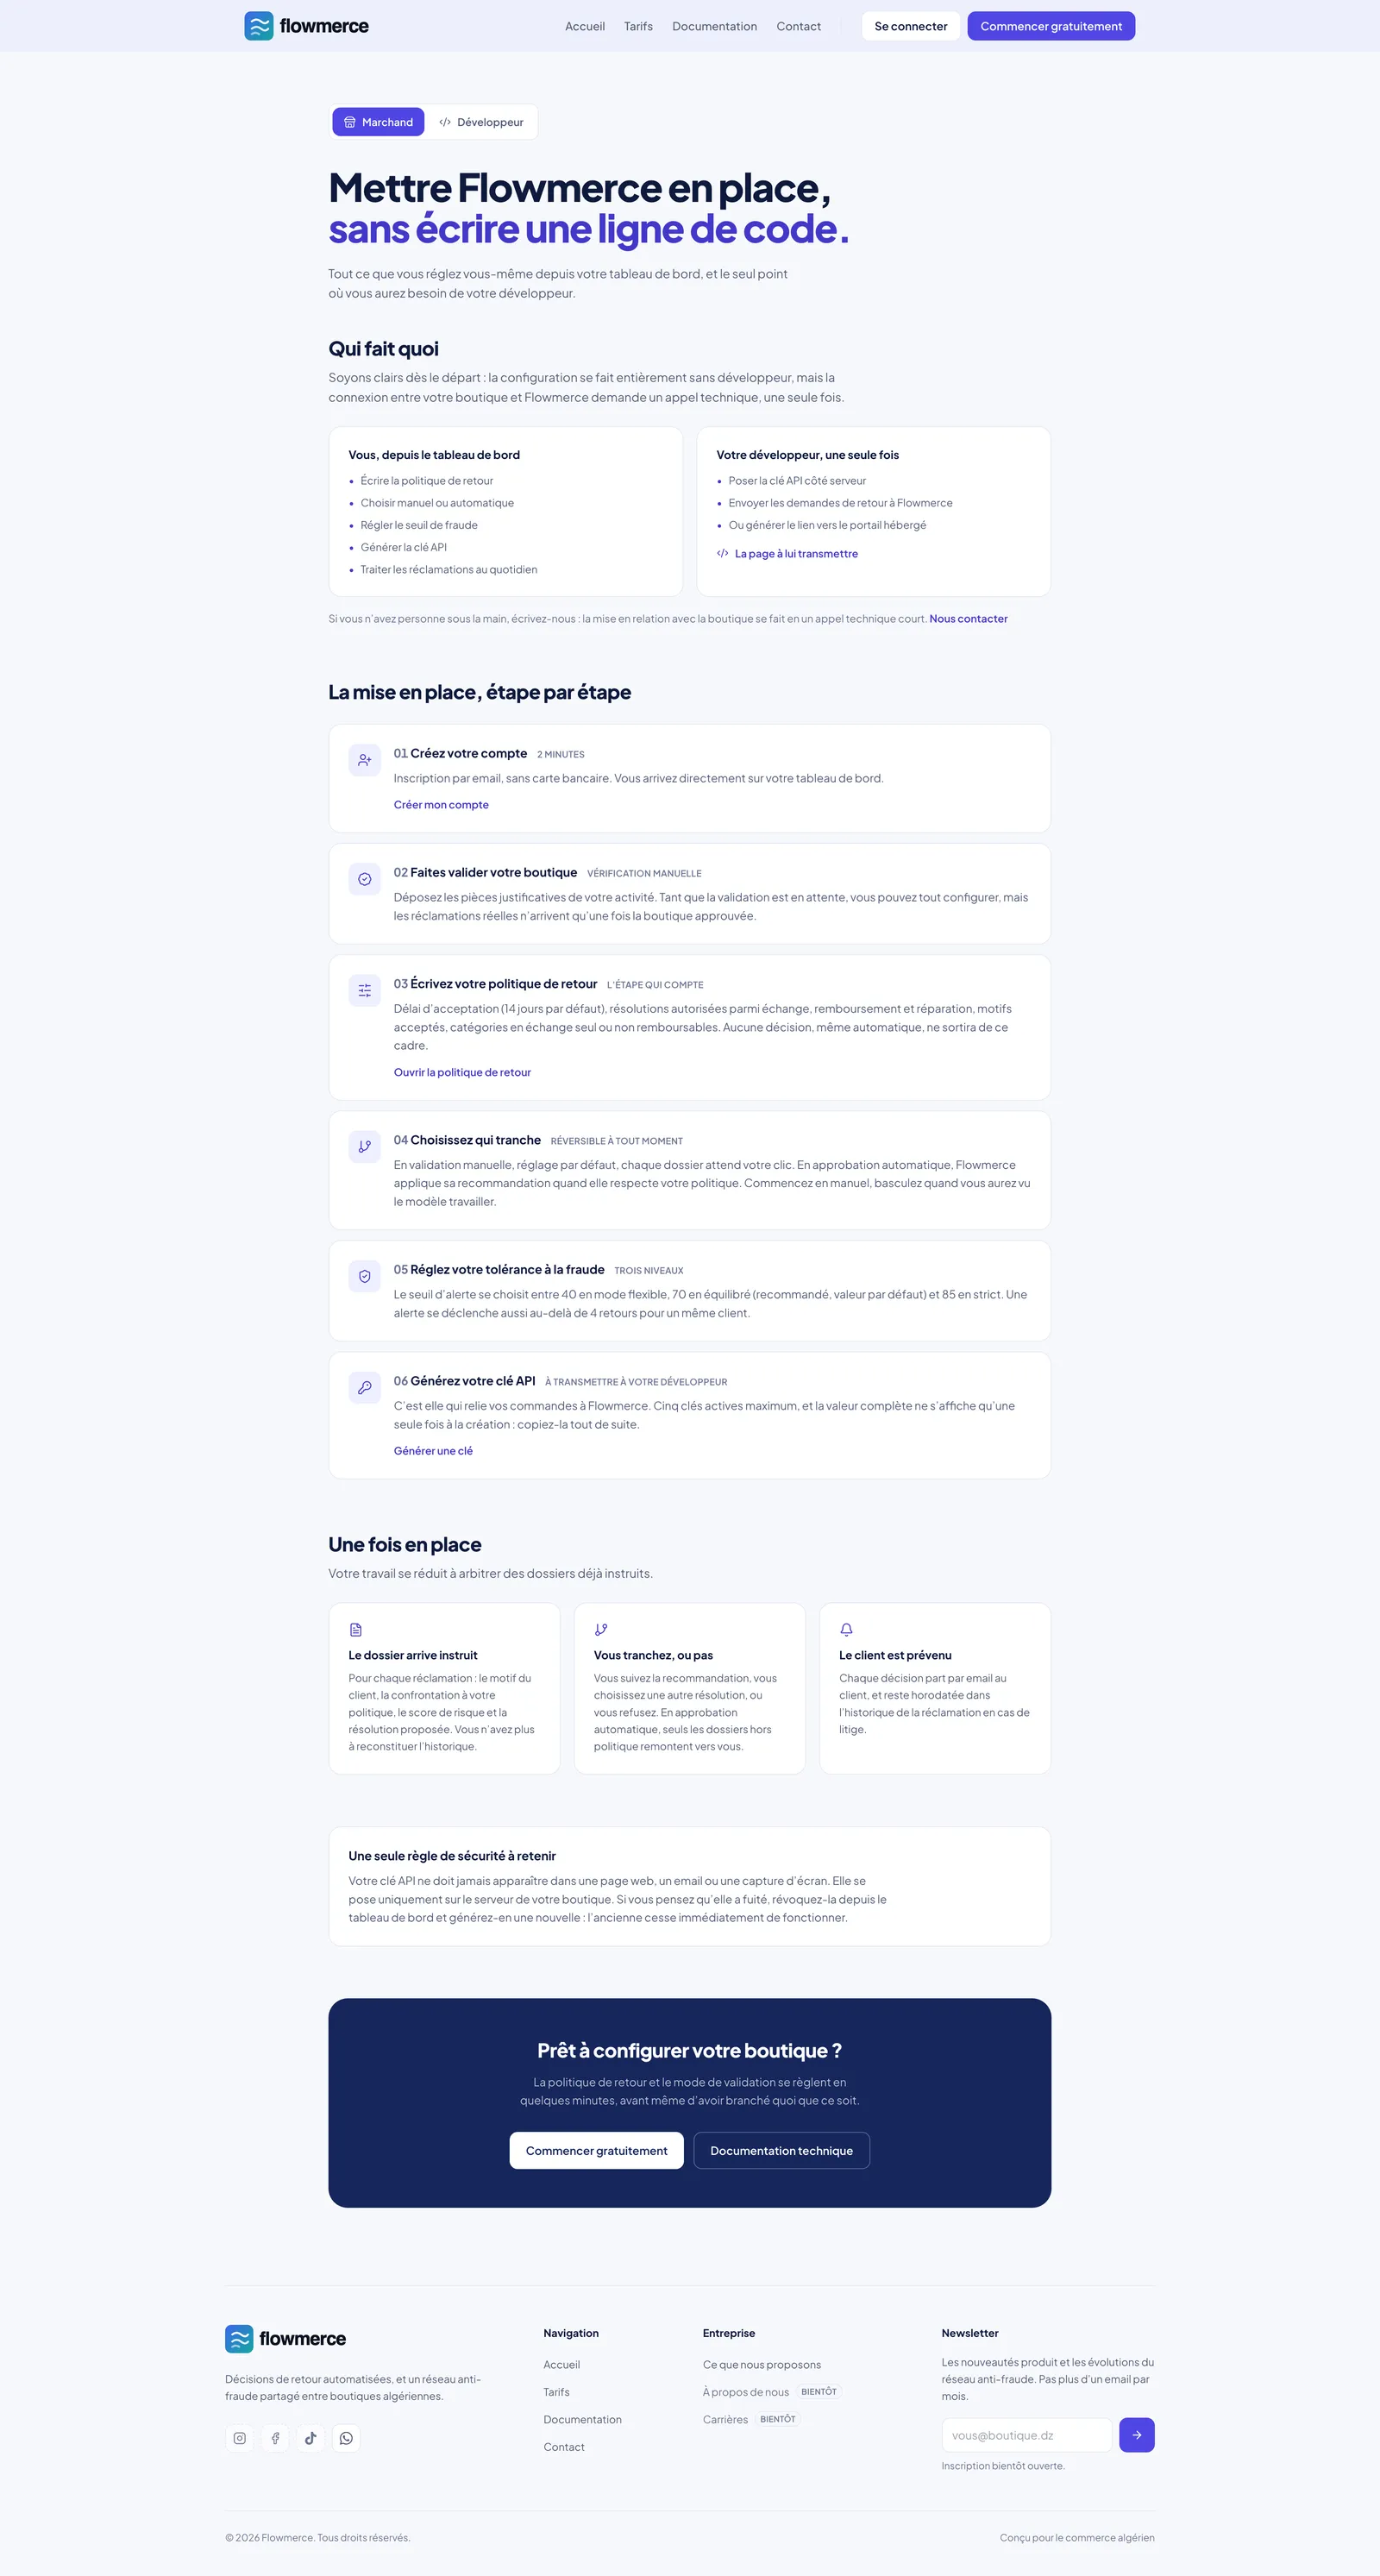 flowmerce
Accueil
Tarifs
Documentation
Contact
Se connecter
Commencer gratuitement
Marchand
Développeur
Mettre Flowmerce en place,
sans écrire une ligne de code.
Tout ce que vous réglez vous-même depuis votre tableau de bord, et le seul point
où vous aurez besoin de votre développeur.
Qui fait quoi
Soyons clairs dès le départ : la configuration se fait entièrement sans développeur, mais la
connexion entre votre boutique et Flowmerce demande un appel technique, une seule fois.
Vous, depuis le tableau de bord
• Écrire la politique de retour
• Choisir manuel ou automatique
• Régler le seuil de fraude
• Générer la clé API
• Traiter les réclamations au quotidien
Votre développeur, une seule fois
• Poser la clé API côté serveur
• Envoyer les demandes de retour à Flowmerce
• Ou générer le lien vers le portail hébergé
La page à lui transmettre
Si vous n’avez personne sous la main, écrivez-nous : la mise en relation avec la boutique se fait en un appel technique court. Nous contacter
La mise en place, étape par étape
01 Créez votre compte 2 MINUTES
Inscription par email, sans carte bancaire. Vous arrivez directement sur votre tableau de bord.
Créer mon compte
02 Faites valider votre boutique VÉRIFICATION MANUELLE
Déposez les pièces justificatives de votre activité. Tant que la validation est en attente, vous pouvez tout configurer, mais
les réclamations réelles n’arrivent qu’une fois la boutique approuvée.
03 Écrivez votre politique de retour L’ÉTAPE QUI COMPTE
Délai d’acceptation (14 jours par défaut), résolutions autorisées parmi échange, remboursement et réparation, motifs
acceptés, catégories en échange seul ou non remboursables. Aucune décision, même automatique, ne sortira de ce
cadre.
Ouvrir la politique de retour
04 Choisissez qui tranche RÉVERSIBLE À TOUT MOMENT
En validation manuelle, réglage par défaut, chaque dossier attend votre clic. En approbation automatique, Flowmerce
applique sa recommandation quand elle respecte votre politique. Commencez en manuel, basculez quand vous aurez vu
le modèle travailler.
05 Réglez votre tolérance à la fraude TROIS NIVEAUX
Le seuil d’alerte se choisit entre 40 en mode flexible, 70 en équilibré (recommandé, valeur par défaut) et 85 en strict. Une
alerte se déclenche aussi au-delà de 4 retours pour un même client.
06 Générez votre clé API À TRANSMETTRE À VOTRE DÉVELOPPEUR
C’est elle qui relie vos commandes à Flowmerce. Cinq clés actives maximum, et la valeur complète ne s’affiche qu’une
seule fois à la création : copiez-la tout de suite.
Générer une clé
Une fois en place
Votre travail se réduit à arbitrer des dossiers déjà instruits.
Le dossier arrive instruit
Pour chaque réclamation : le motif du
client, la confrontation à votre
politique, le score de risque et la
résolution proposée. Vous n’avez plus
à reconstituer l’historique.
Vous tranchez, ou pas
Vous suivez la recommandation, vous
choisissez une autre résolution, ou
vous refusez. En approbation
automatique, seuls les dossiers hors
politique remontent vers vous.
Le client est prévenu
Chaque décision part par email au
client, et reste horodatée dans
l’historique de la réclamation en cas de
litige.
Une seule règle de sécurité à retenir
Votre clé API ne doit jamais apparaître dans une page web, un email ou une capture d’écran. Elle se
pose uniquement sur le serveur de votre boutique. Si vous pensez qu’elle a fuité, révoquez-la depuis le
tableau de bord et générez-en une nouvelle : l’ancienne cesse immédiatement de fonctionner.
Prêt à configurer votre boutique ?
La politique de retour et le mode de validation se règlent en
quelques minutes, avant même d’avoir branché quoi que ce soit.
Commencer gratuitement
Documentation technique
flowmerce
Décisions de retour automatisées, et un réseau anti-
fraude partagé entre boutiques algériennes.
Navigation
Accueil
Tarifs
Documentation
Contact
Entreprise
Ce que nous proposons
À propos de nous BIENTÔT
Carrières BIENTÔT
Newsletter
Les nouveautés produit et les évolutions du
réseau anti-fraude. Pas plus d’un email par
mois.
vous@boutique.dz
Inscription bientôt ouverte.
© 2026 Flowmerce. Tous droits réservés.
Conçu pour le commerce algérien